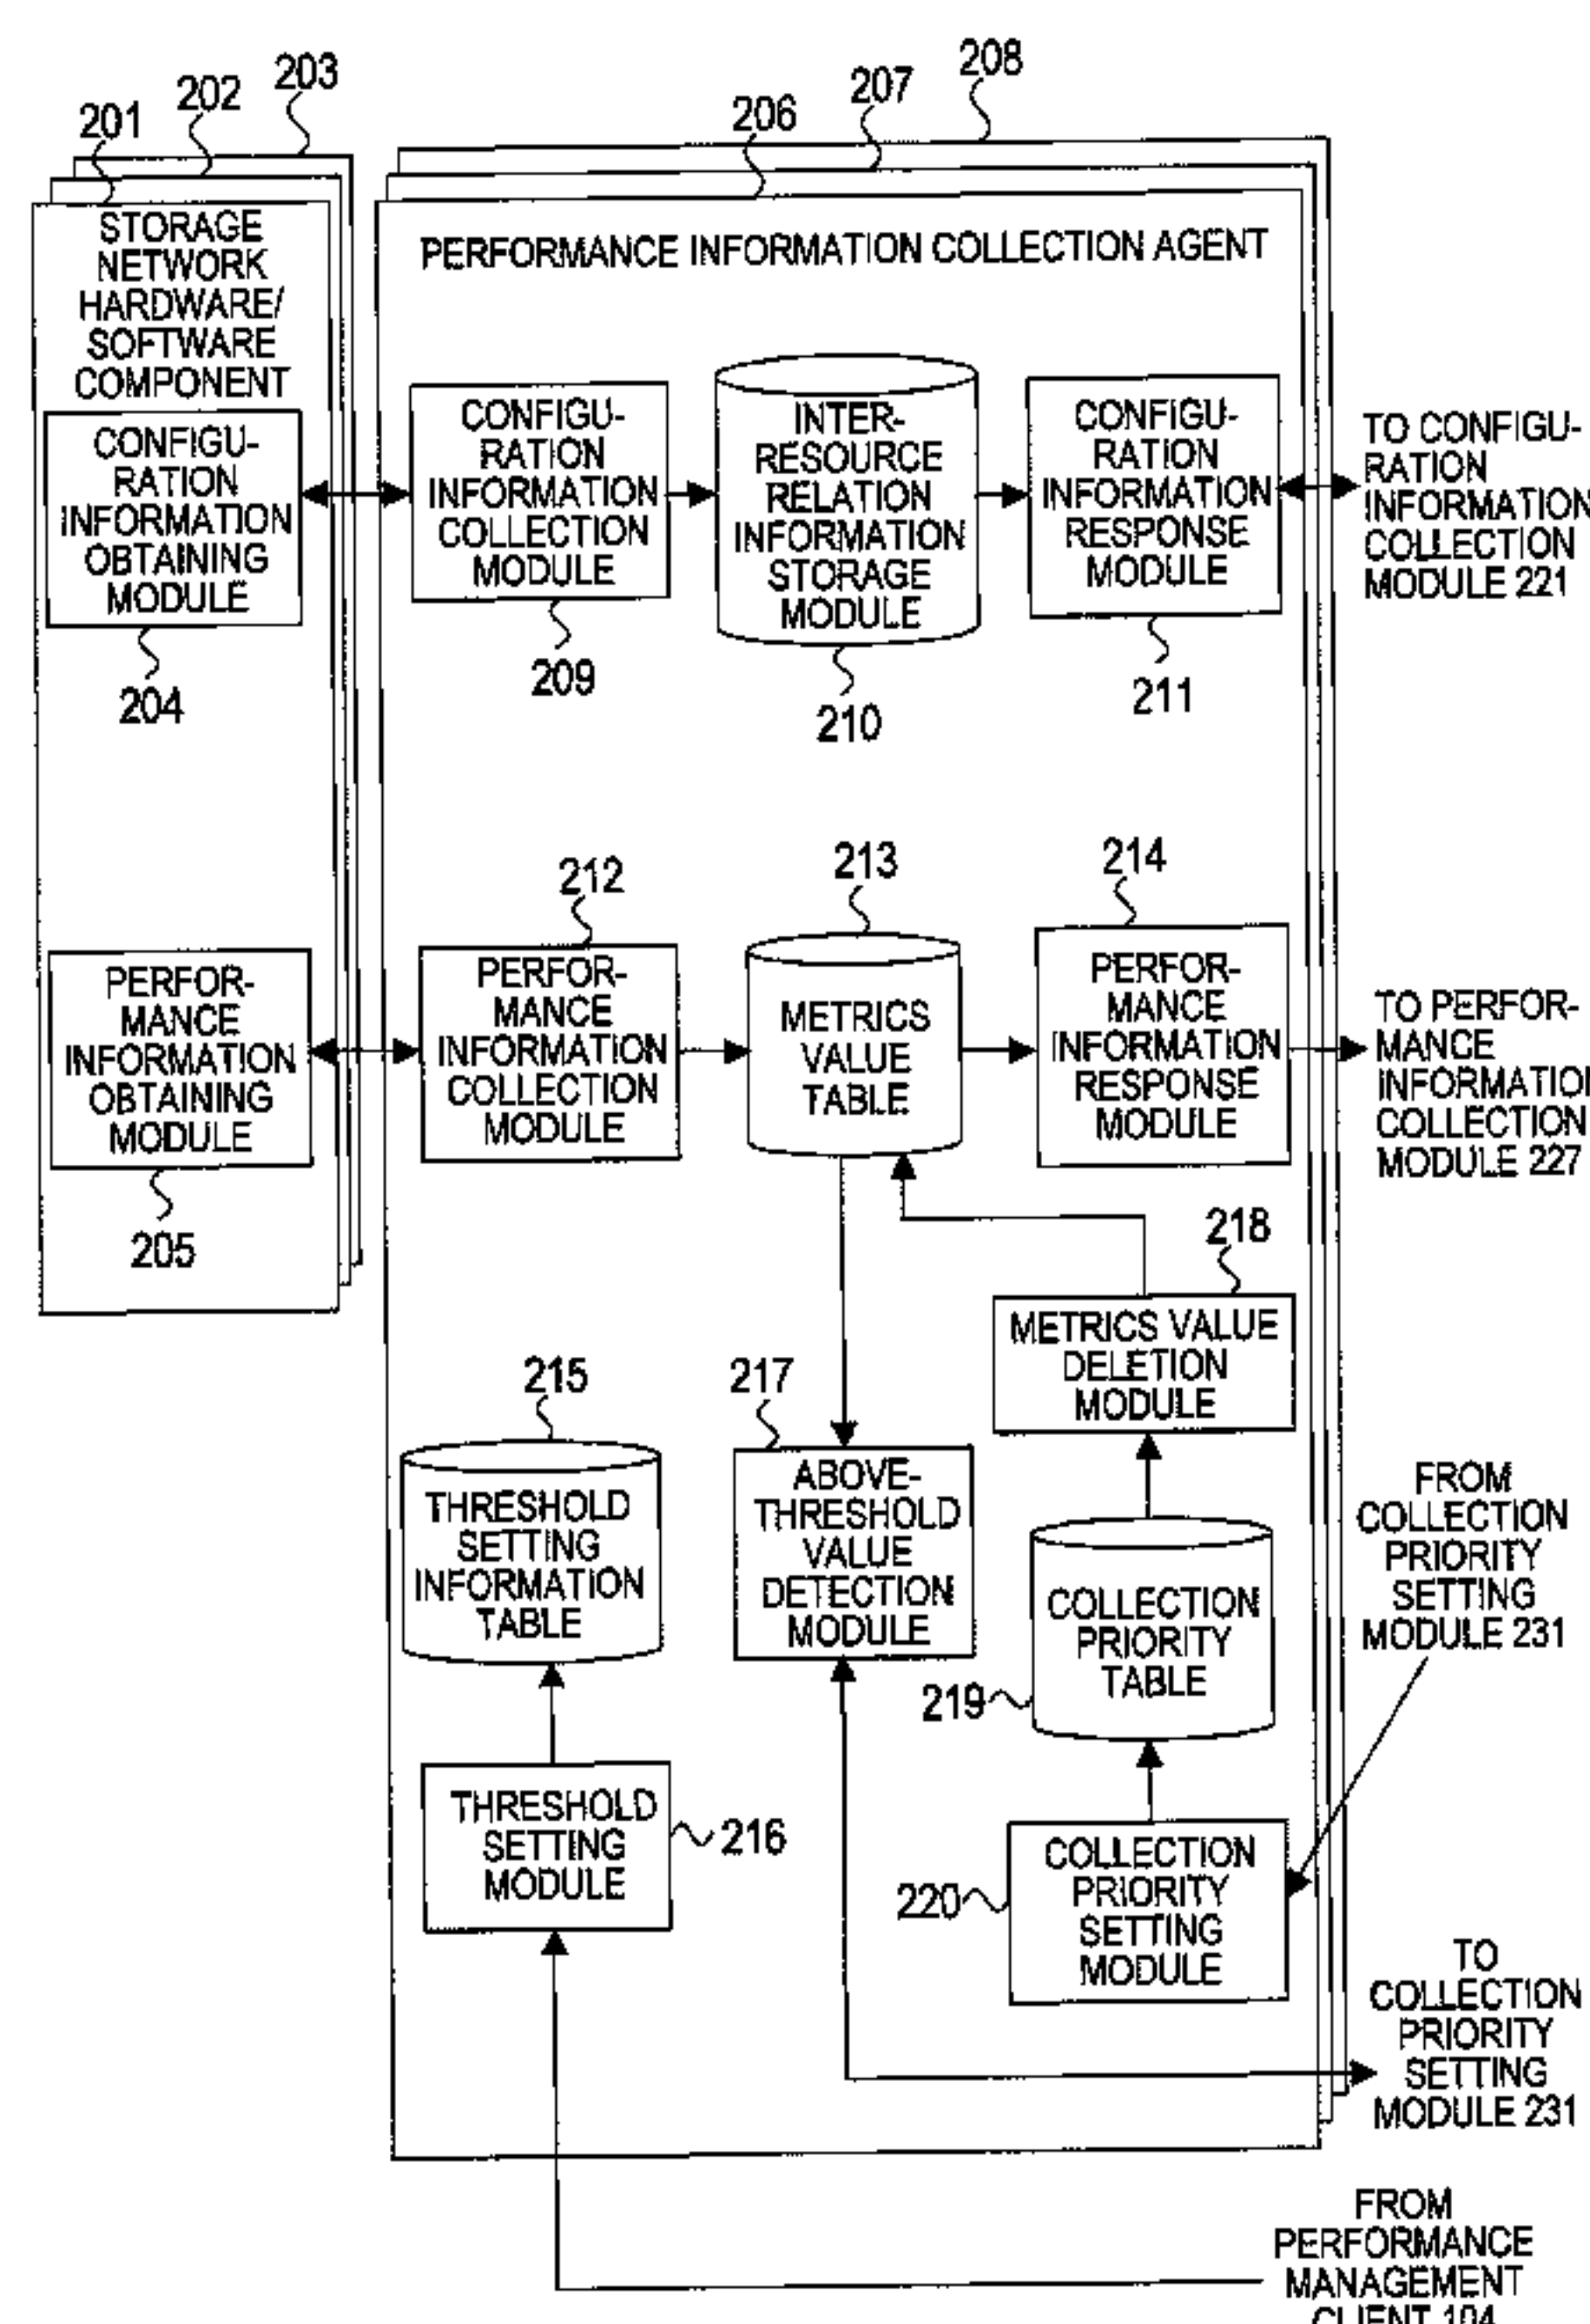 203
208
202
207
201
206
STORAGE
NETWORK
HARDWARE/
SOFTWARE
COMPONENT
PERFORMANCE INFORMATION COLLECTION AGENT
CONFIGU-
RATION
INFORMATION
OBTAINING
MODULE
204
CONFIGU-
RATION
INFORMATION
COLLECTION
MODULE
209
INTER-
RESOURCE
RELATION
INFORMATION
STORAGE
MODULE
210
CONFIGU-
RATION
INFORMATION
RESPONSE
MODULE
211
TO CONFIGU-
RATION
INFORMATION
COLLECTION
MODULE 221
PERFOR-
MANCE
INFORMATION
OBTAINING
MODULE
205
212
PERFOR-
MANCE
INFORMATION
COLLECTION
MODULE
213
METRICS
VALUE
TABLE
214
PERFOR-
MANCE
INFORMATION
RESPONSE
MODULE
TO PERFOR-
MANCE
INFORMATION
COLLECTION
MODULE 227
218
METRICS VALUE
DELETION
MODULE
215
THRESHOLD
SETTING
INFORMATION
TABLE
217
ABOVE-
THRESHOLD
VALUE
DETECTION
MODULE
COLLECTION
PRIORITY
TABLE
219
FROM
COLLECTION
PRIORITY
SETTING
MODULE 231
THRESHOLD
SETTING
MODULE
216
COLLECTION
PRIORITY
SETTING
MODULE
220
TO
COLLECTION
PRIORITY
SETTING
MODULE 231
FROM
PERFORMANCE
MANAGEMENT
CLIENT 104